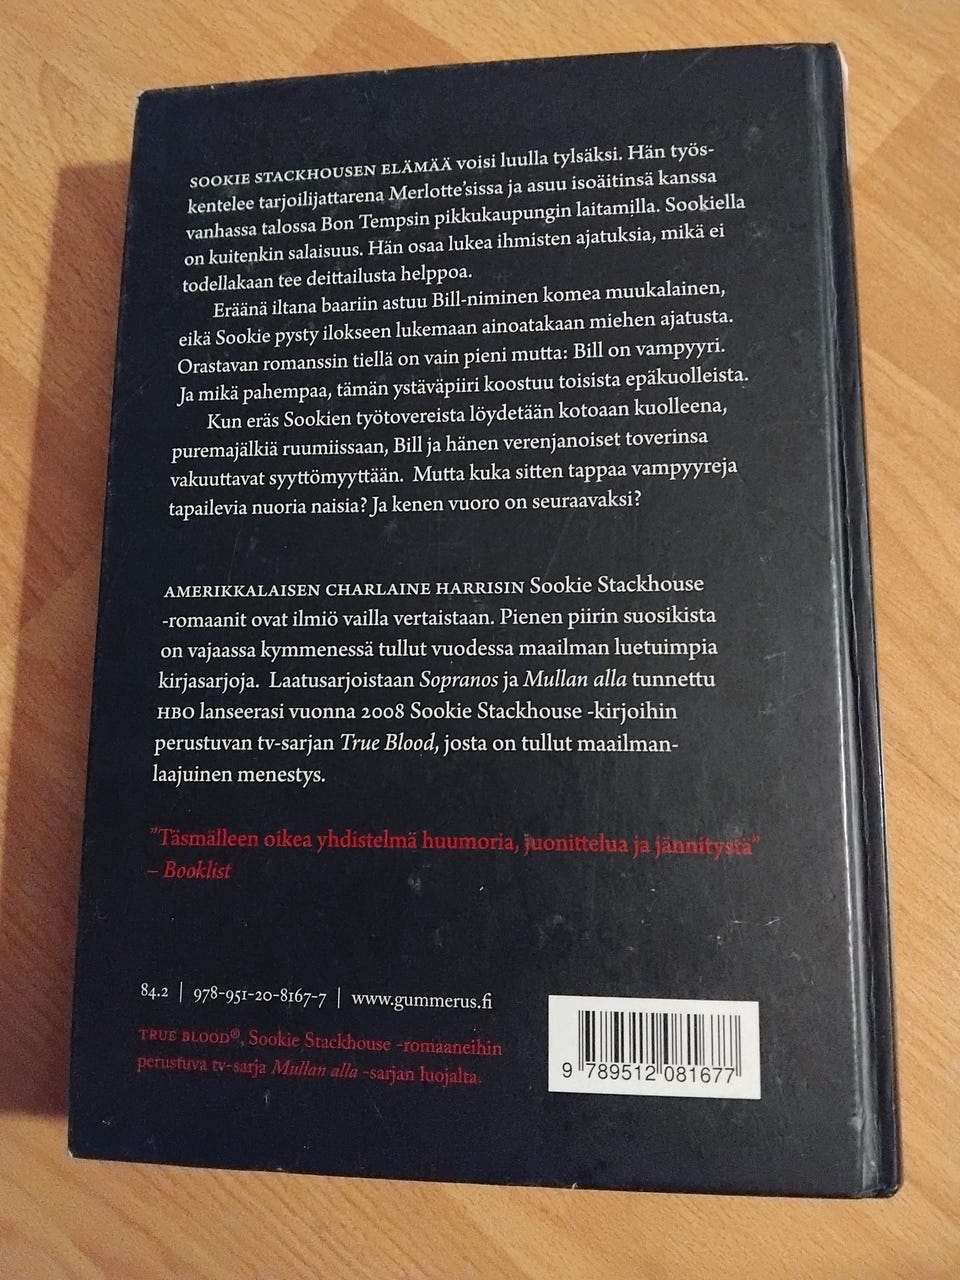 SOOKIE STACKHOUSEN ELÄMÄÄ voisi luulla tylsäksi. Hän työs-
kentelee tarjoilijattarena Merlotte'sissa ja asuu isoäitinsä kanssa
vanhassa talossa Bon Tempsin pikkukaupungin laitamilla. Sookiella
on kuitenkin salaisuus. Hän osaa lukea ihmisten ajatuksia, mikä ei
todellakaan tee deittailusta helppoa.
Eräänä iltana baariin astuu Bill-niminen komea muukalainen,
eikä Sookie pysty ilokseen lukemaan ainoatakaan miehen ajatusta.
Orastavan romanssin tiellä on vain pieni mutta: Bill on vampyyri.
Ja mikä pahempaa, tämän ystäväpiiri koostuu toisista epäkuolleista.
Kun eräs Sookien työtovereista löydetään kotoaan kuolleena,
puremajälkiä ruumiissaan, Bill ja hänen verenjanoiset toverinsa
vakuuttavat syyttömyyttään. Mutta kuka sitten tappaa vampyyreja
tapailevia nuoria naisia? Ja kenen vuoro on seuraavaksi?
AMERIKKALAISEN CHARLAINE HARRISIN Sookie Stackhouse
-romaanit ovat ilmiö vailla vertaistaan. Pienen piirin suosikista
on vajaassa kymmenessä tullut vuodessa maailman luetuimpia
kirjasarjoja. Laatusarjoistaan Sopranos ja Mullan alla tunnettu
HBO lanseerasi vuonna 2008 Sookie Stackhouse -kirjoihin
perustuvan tv-sarjan True Blood, josta on tullut maailman-
laajuinen menestys.
"Täsmälleen oikea yhdistelmä huumoria, juonittelua ja jännitystä"
– Booklist
84.2 | 978-951-20-8167-7 | www.gummerus.fi
TRUE BLOOD®, Sookie Stackhouse -romaaneihin
perustuva tv-sarja Mullan alla -sarjan luojalta.
9 789512 081677